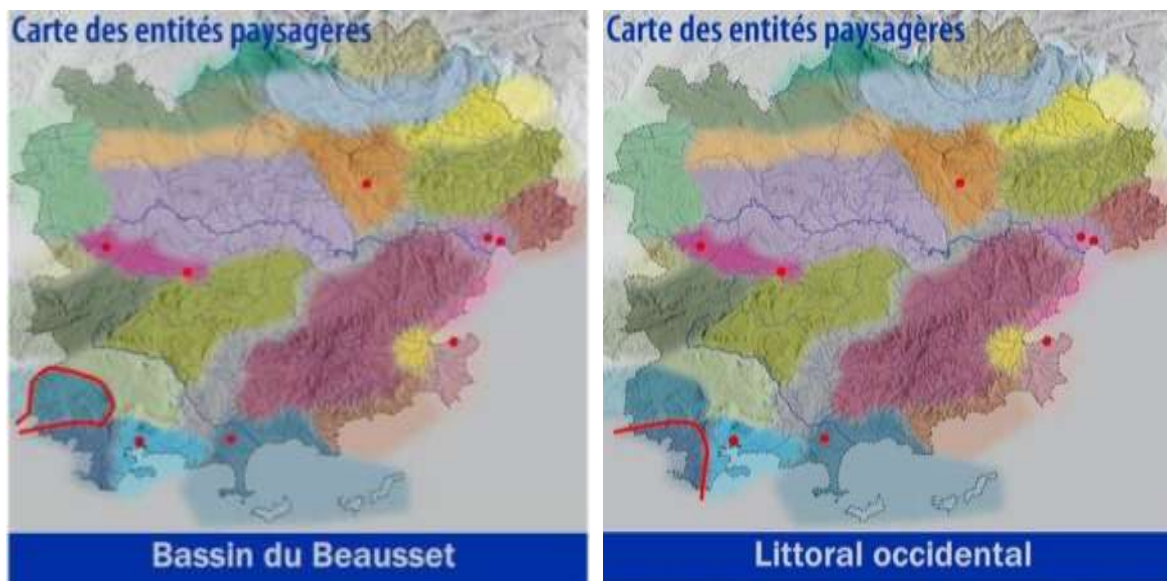 Carte des entités paysagères
Bassin du Beausset
Carte des entités paysagères
Littoral occidental